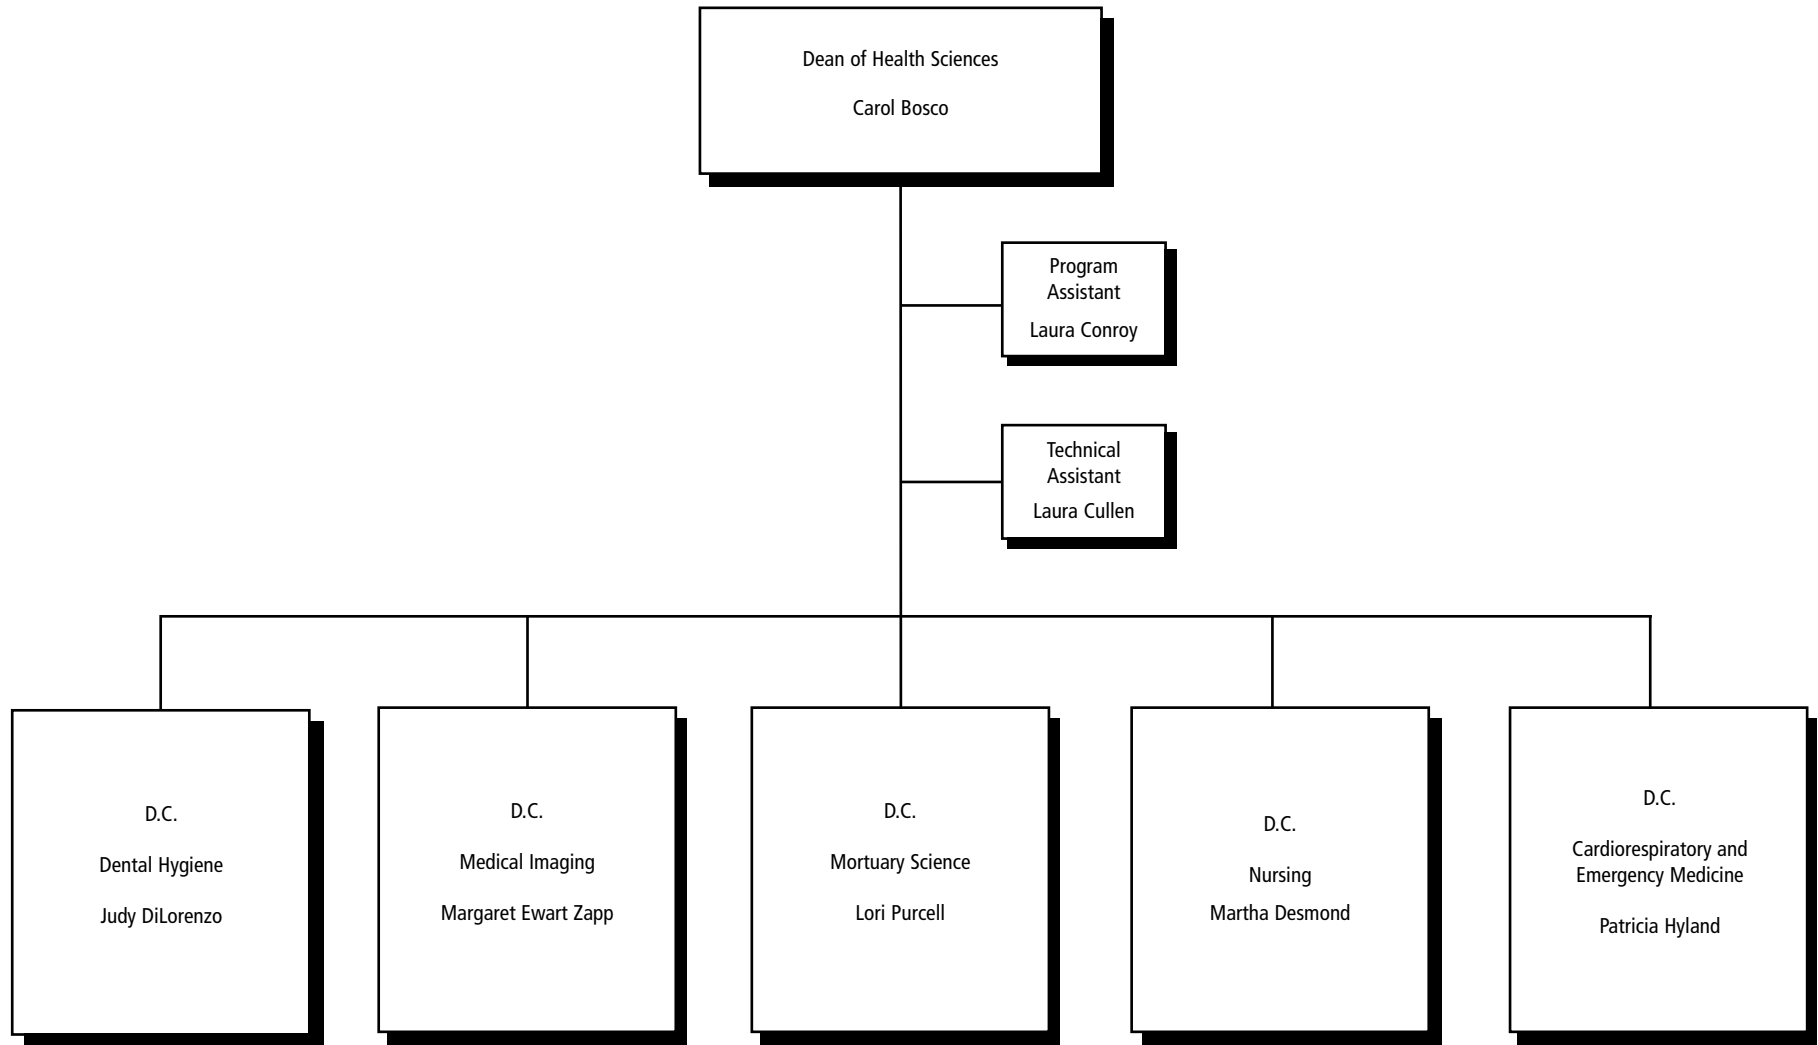 Dean of Health Sciences
Carol Bosco
Program
Assistant
Laura Conroy
Technical
Assistant
Laura Cullen
D.C.
Dental Hygiene
Judy DiLorenzo
D.C.
Medical Imaging
Margaret Ewart Zapp
D.C.
Mortuary Science
Lori Purcell
D.C.
Nursing
Martha Desmond
D.C.
Cardiorespiratory and
Emergency Medicine
Patricia Hyland